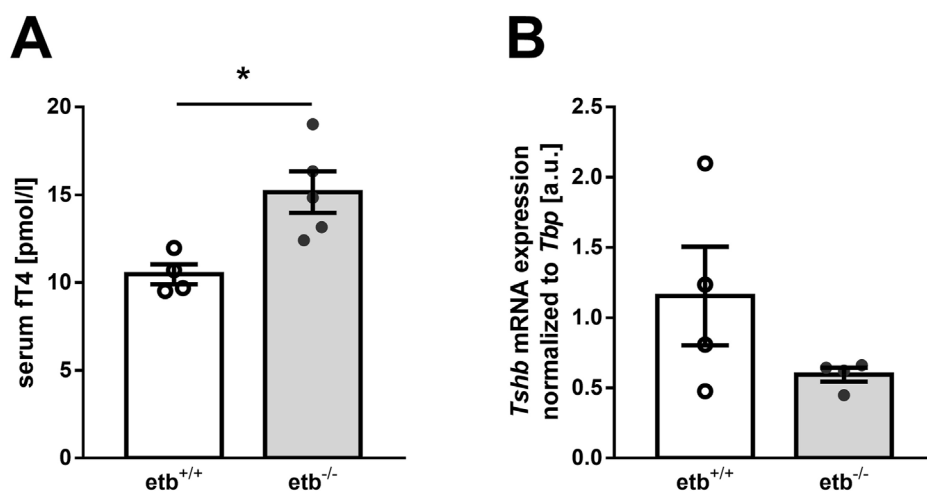 A
*
serum fT4 [pmol/l]
20
15
10
5
0
etb+/+
etb-/-
B
Tshb mRNA expression
normalized to Tbp [a.u.]
2.5
2.0
1.5
1.0
0.5
0.0
etb+/+
etb-/-